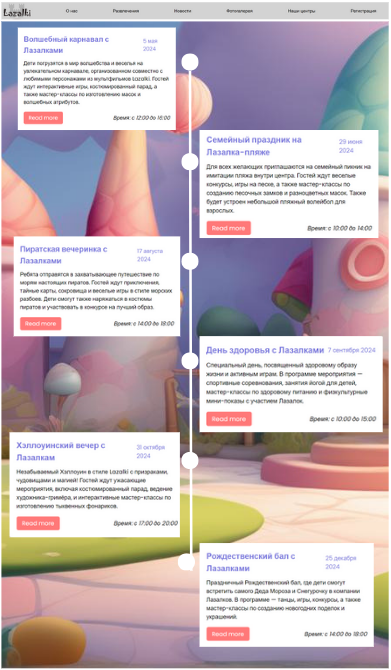 Lazalki О нас Развлечения Новости Фотогалерея Наши центры Регистрация
Волшебный карнавал с
Лазалками
5 мая
2024
Дети погрузятся в мир волшебства и веселья на
увлекательном карнавале, организованном совместно с
любимыми персонажами из мультфильмов Lazalki. Гостей
ждут интерактивные игры, костюмированный парад, а
также мастер-классы по изготовлению масок и
волшебных атрибутов.
Read more
Время: с 12:00 до 16:00
Семейный праздник на
Лазалка-пляже
29 июня
2024
Для всех желающих приглашаются на семейный пикник на
имитации пляжа внутри центра. Гостей ждут веселые
конкурсы, игры на песке, а также мастер-классы по
созданию песочных замков и разноцветных масок. Также
будет устроен небольшой пляжный волейбол для
взрослых.
Read more
Время: с 10:00 до 14:00
Пиратская вечеринка с
Лазалками
17 августа
2024
Ребята отправятся в захватывающее путешествие по
морям настоящих пиратов. Гостей ждут приключения,
тайные карты, сокровища и веселые игры в стиле морских
разбоев. Дети смогут также наряжаться в костюмы
пиратов и участвовать в конкурсе на лучший образ.
Read more
Время: с 14:00 до 18:00
День здоровья с Лазалками 7 сентября 2024
Специальный день, посвященный здоровому образу
жизни и активным играм. В программе мероприятия —
спортивные соревнования, занятия йогой для детей,
мастер-классы по здоровому питанию и физкультурные
мини-показы с участием Лазалок.
Read more
Время: с 10:00 до 15:00
Хэллоуинский вечер с
Лазалкам
31 октября
2024
Незабываемый Хэллоуин в стиле Lazalki с призраками,
чудовищами и магией! Гостей ждут ужасающие
мероприятия, включая костюмированный парад, ведение
художника-гримёра, и интерактивные мастер-классы по
изготовлению тыквенных фонариков.
Read more
Время: с 17:00 до 20:00
Рождественский бал с
Лазалками
25 декабря
2024
Праздничный Рождественский бал, где дети смогут
встретить самого Деда Мороза и Снегурочку в компании
Лазалков. В программе — танцы, игры, конкурсы, а также
мастер-классы по созданию новогодних поделок и
украшений.
Read more
Время: с 14:00 до 18:00